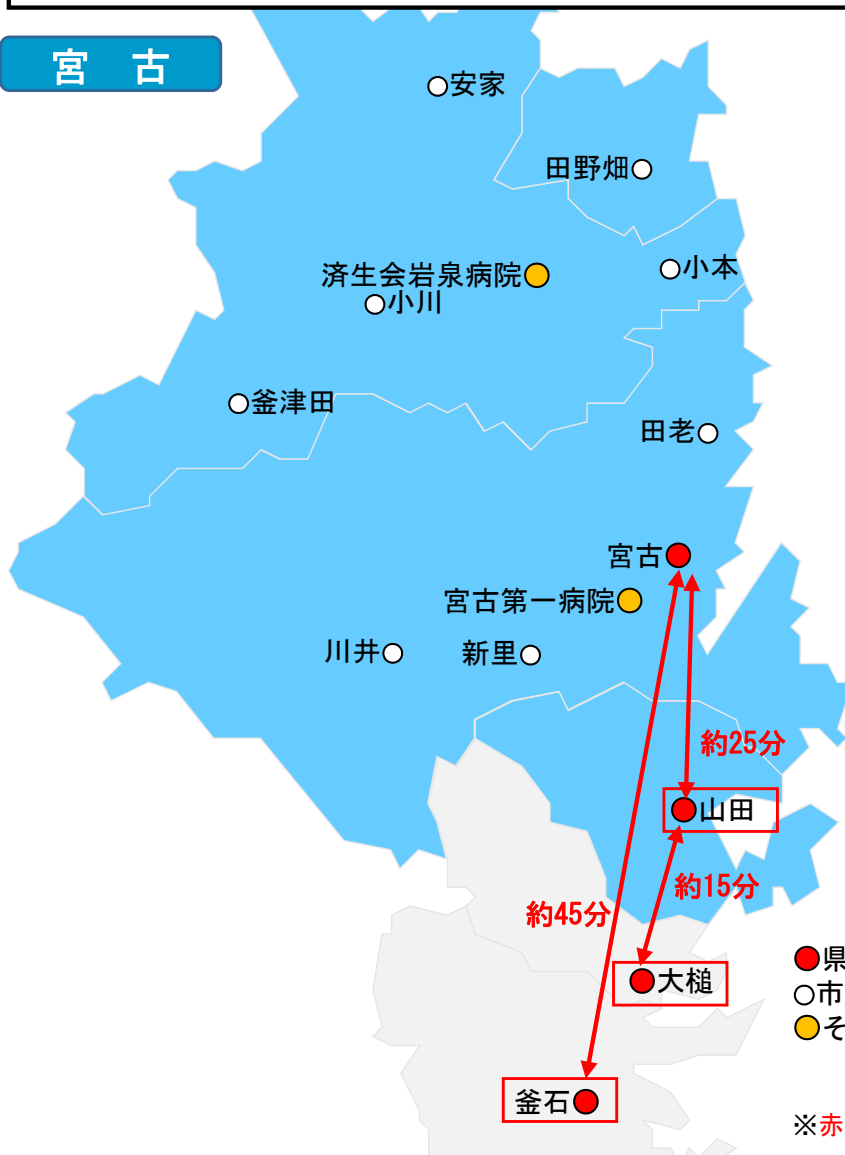 宮 古
安家
田野畑
小本
済生会岩泉病院
小川
釜津田
田老
宮古
宮古第一病院
川井
新里
約25分
山田
約15分
約45分
大槌
釜石
●県
○市
●そ
※赤